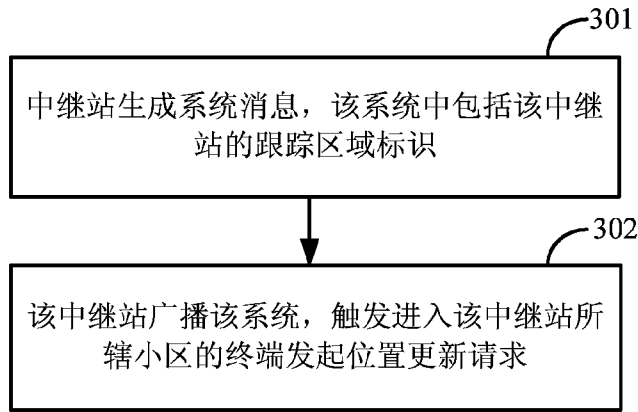 301
中继站生成系统消息，该系统中包括该中继
站的跟踪区域标识
302
该中继站广播该系统，触发进入该中继站所
辖小区的终端发起位置更新请求